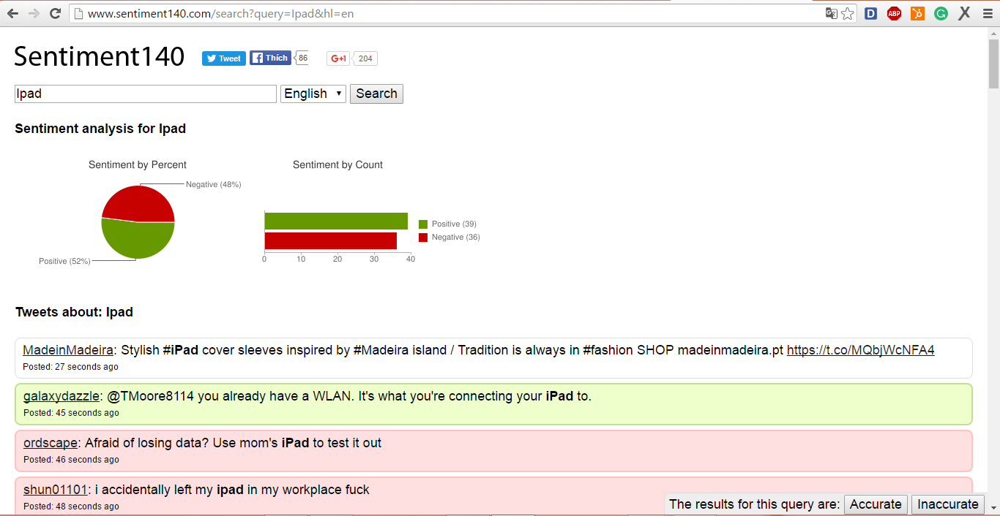 www.sentiment140.com/search?query=Ipad&hl=en
D
ABP
G
X
Sentiment140 Tweet Thích 86 G+1 204
Ipad English Search
Sentiment analysis for Ipad
Sentiment by Percent Sentiment by Count
Negative (48%)
Positive (39)
Negative (36)
Positive (52%)
0 10 20 30 40
Tweets about: Ipad
MadeinMadeira: Stylish #iPad cover sleeves inspired by #Madeira island / Tradition is always in #fashion SHOP madeinmadeira.pt https://t.co/MQbjWcNFA4
Posted: 27 seconds ago
galaxydazzle: @TMoore8114 you already have a WLAN. It's what you're connecting your iPad to.
Posted: 45 seconds ago
ordscape: Afraid of losing data? Use mom's iPad to test it out
Posted: 46 seconds ago
shun01101: i accidentally left my ipad in my workplace fuck
Posted: 48 seconds ago
The results for this query are: Accurate Inaccurate